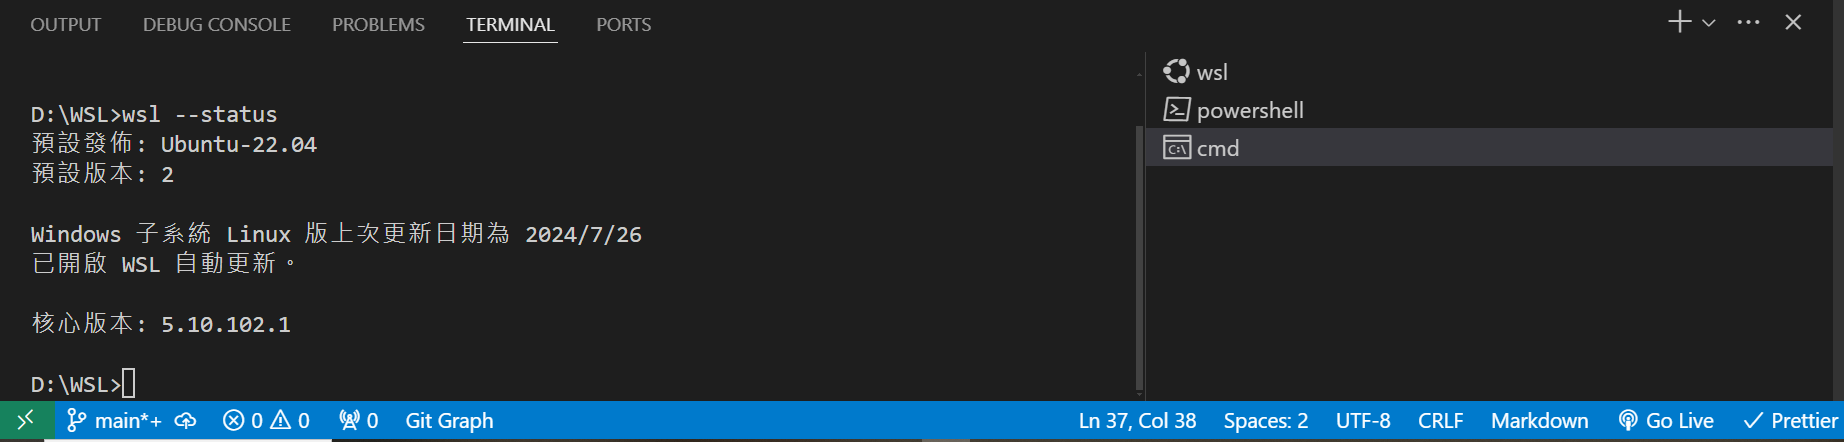 OUTPUT DEBUG CONSOLE PROBLEMS TERMINAL PORTS
D:\WSL>wsl --status
預設發佈: Ubuntu-22.04
預設版本: 2
Windows 子系統 Linux 版上次更新日期為 2024/7/26
已開啟 WSL 自動更新。
核心版本: 5.10.102.1
D:\WSL>
wsl
powershell
cmd
main*+ 0 0 0 Git Graph Ln 37, Col 38 Spaces: 2 UTF-8 CRLF Markdown Go Live Prettier